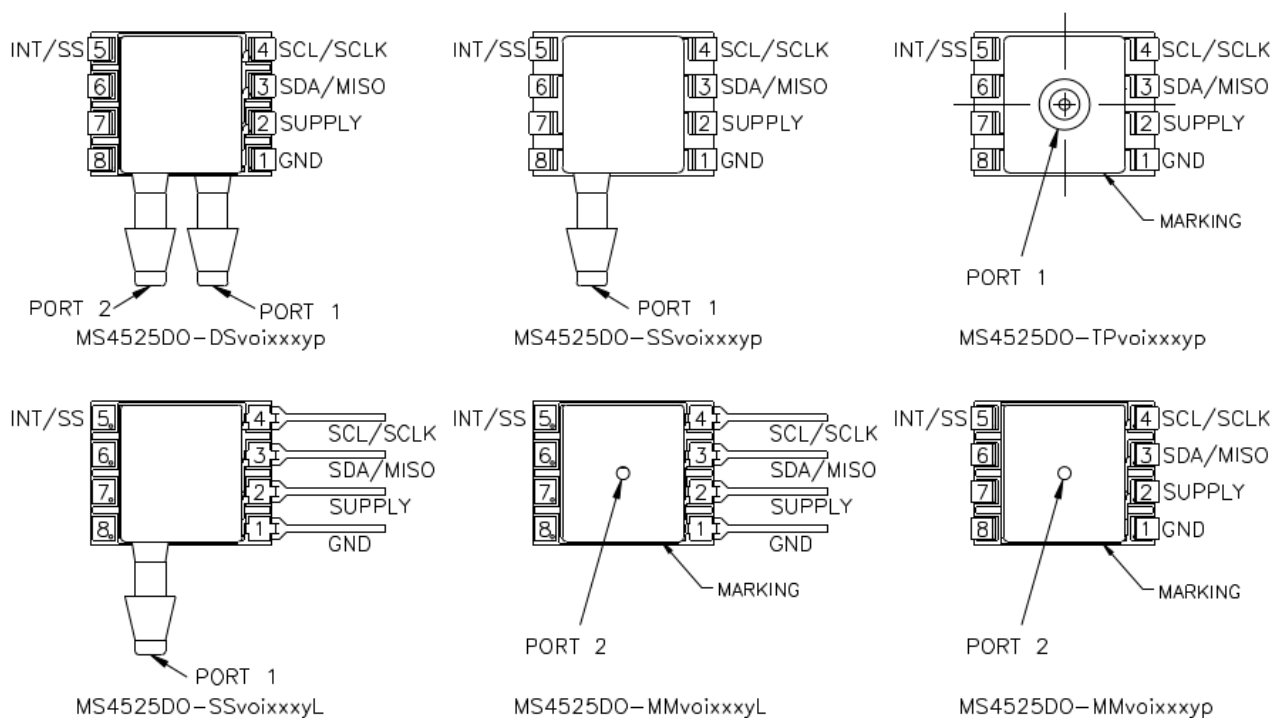 INT/SS 5 4 SCL/SCLK
6 3 SDA/MISO
7 2 SUPPLY
8 1 GND
PORT 2 PORT 1
MS4525DO-DSvoixxxyp
INT/SS 5 4 SCL/SCLK
6 3 SDA/MISO
7 2 SUPPLY
8 1 GND
PORT 1
MS4525DO-SSvoixxxyp
INT/SS 5 4 SCL/SCLK
6 3 SDA/MISO
7 2 SUPPLY
8 1 GND
MARKING
PORT 1
MS4525DO-TPvoixxxyp
INT/SS 5 4 SCL/SCLK
6 3 SDA/MISO
7 2 SUPPLY
8 1 GND
PORT 1
MS4525DO-SSvoixxxyL
INT/SS 5 4 SCL/SCLK
6 3 SDA/MISO
7 2 SUPPLY
8 1 GND
MARKING
PORT 2
MS4525DO-MMvoixxxyL
INT/SS 5 4 SCL/SCLK
6 3 SDA/MISO
7 2 SUPPLY
8 1 GND
MARKING
PORT 2
MS4525DO-MMvoixxxyp